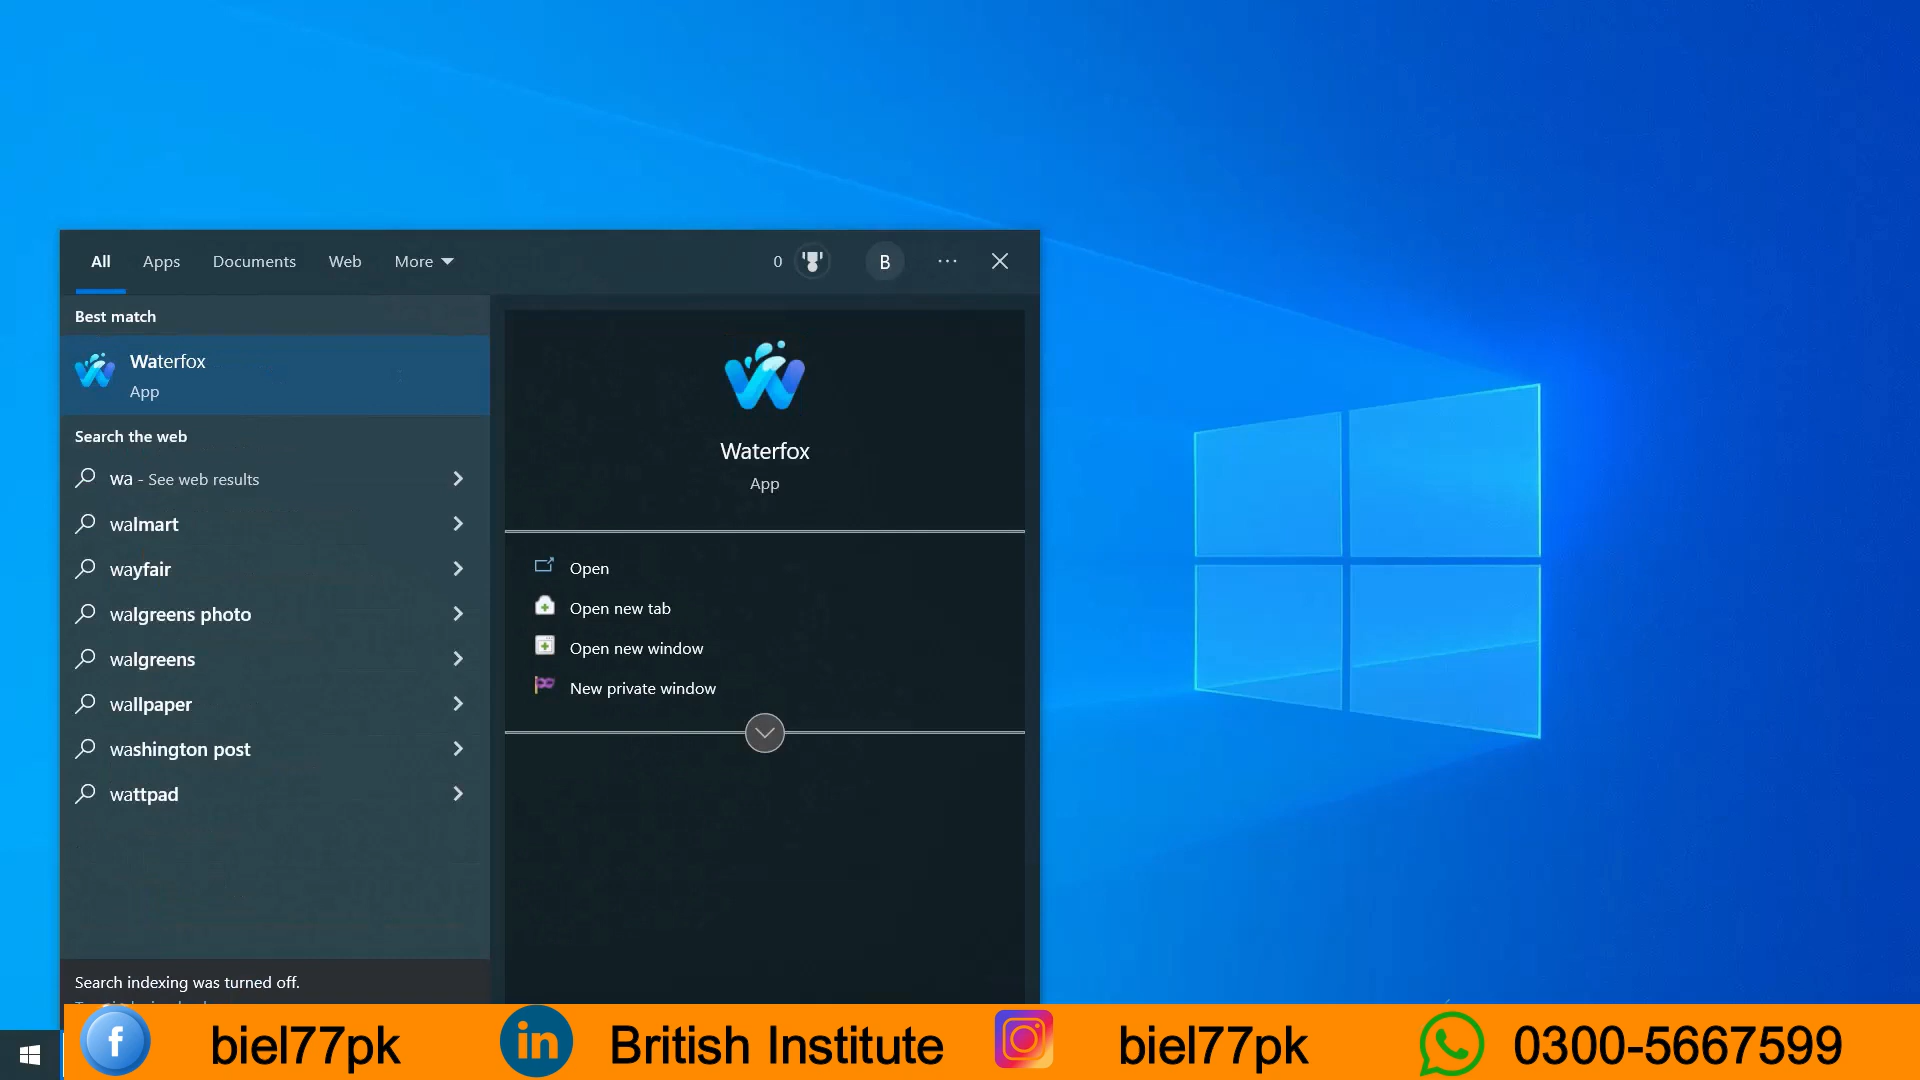 All Apps Documents Web More 0 B
Best match
Waterfox
App
Search the web
wa - See web results
walmart
wayfair
walgreens photo
walgreens
wallpaper
washington post
wattpad
Search indexing was turned off.
Waterfox
App
Open
Open new tab
Open new window
New private window
biel77pk British Institute biel77pk 0300-5667599